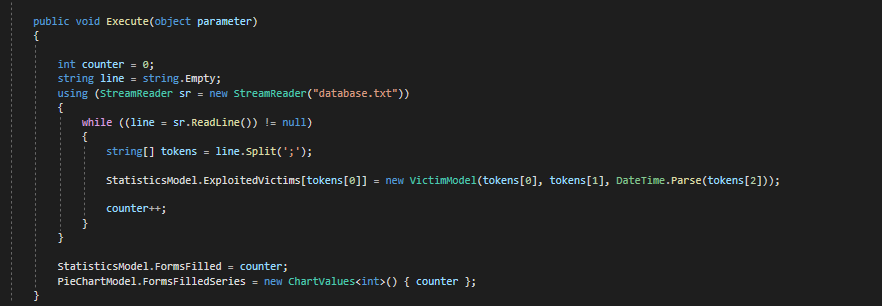 public void Execute(object parameter)
{
int counter = 0;
string line = string.Empty;
using (StreamReader sr = new StreamReader("database.txt"))
{
while ((line = sr.ReadLine()) != null)
{
string[] tokens = line.Split(';');
StatisticsModel.ExploitedVictims[tokens[0]] = new VictimModel(tokens[0], tokens[1], DateTime.Parse(tokens[2]));
counter++;
}
}
StatisticsModel.FormsFilled = counter;
PieChartModel.FormsFilledSeries = new ChartValues<int>() { counter };
}